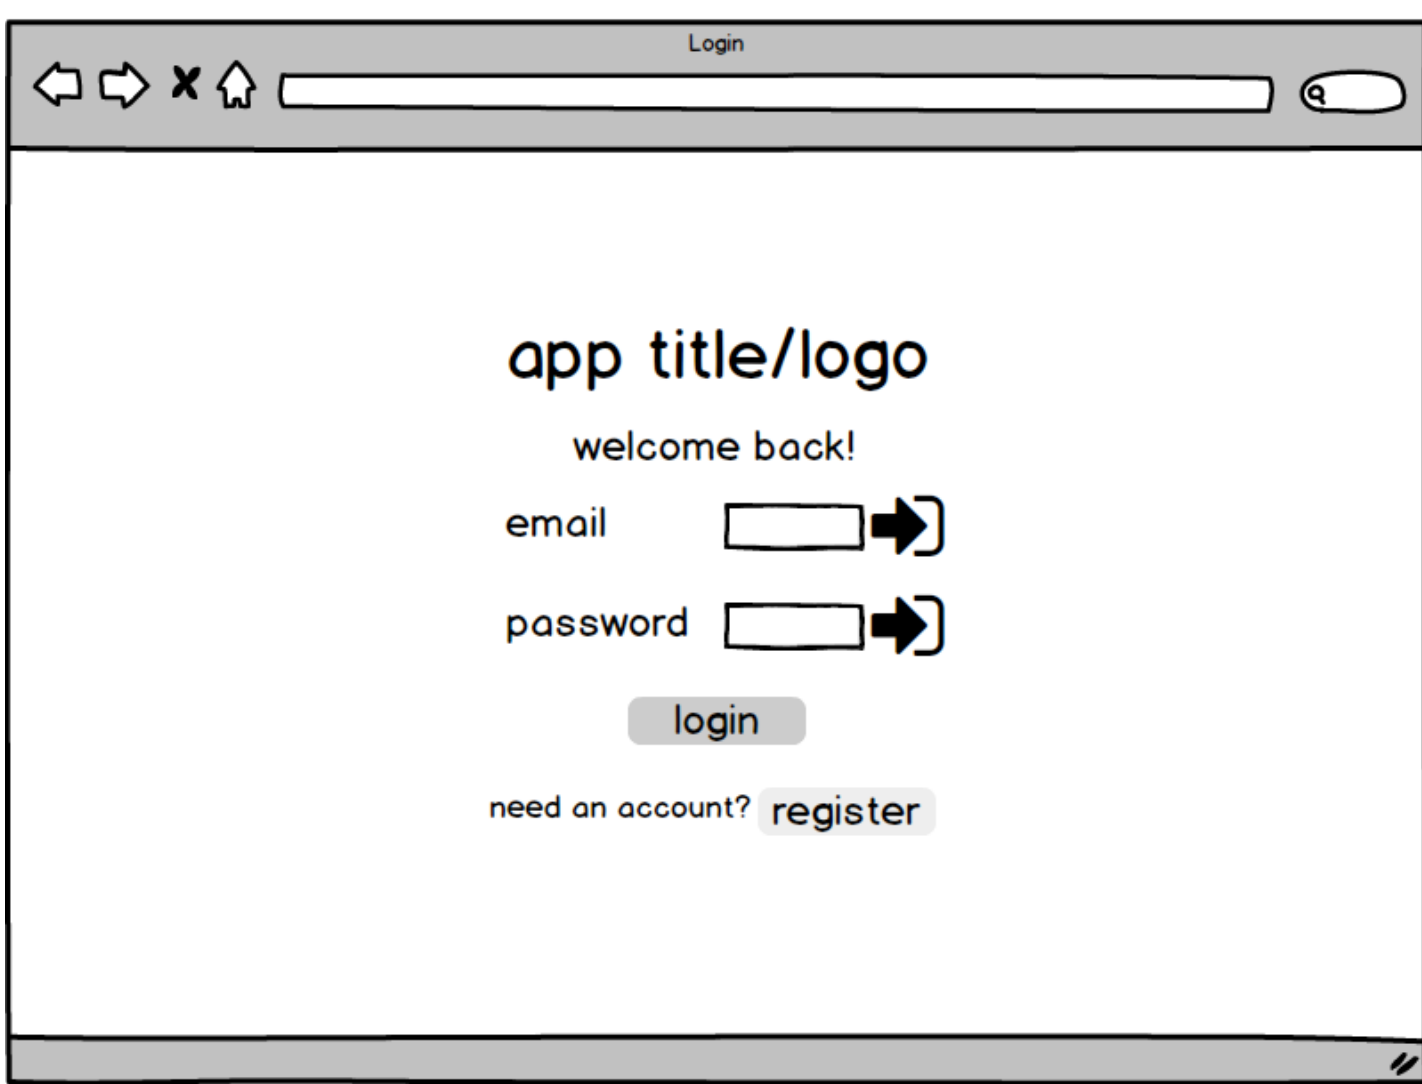 Login
app title/logo
welcome back!
email
password
login
need an account? register